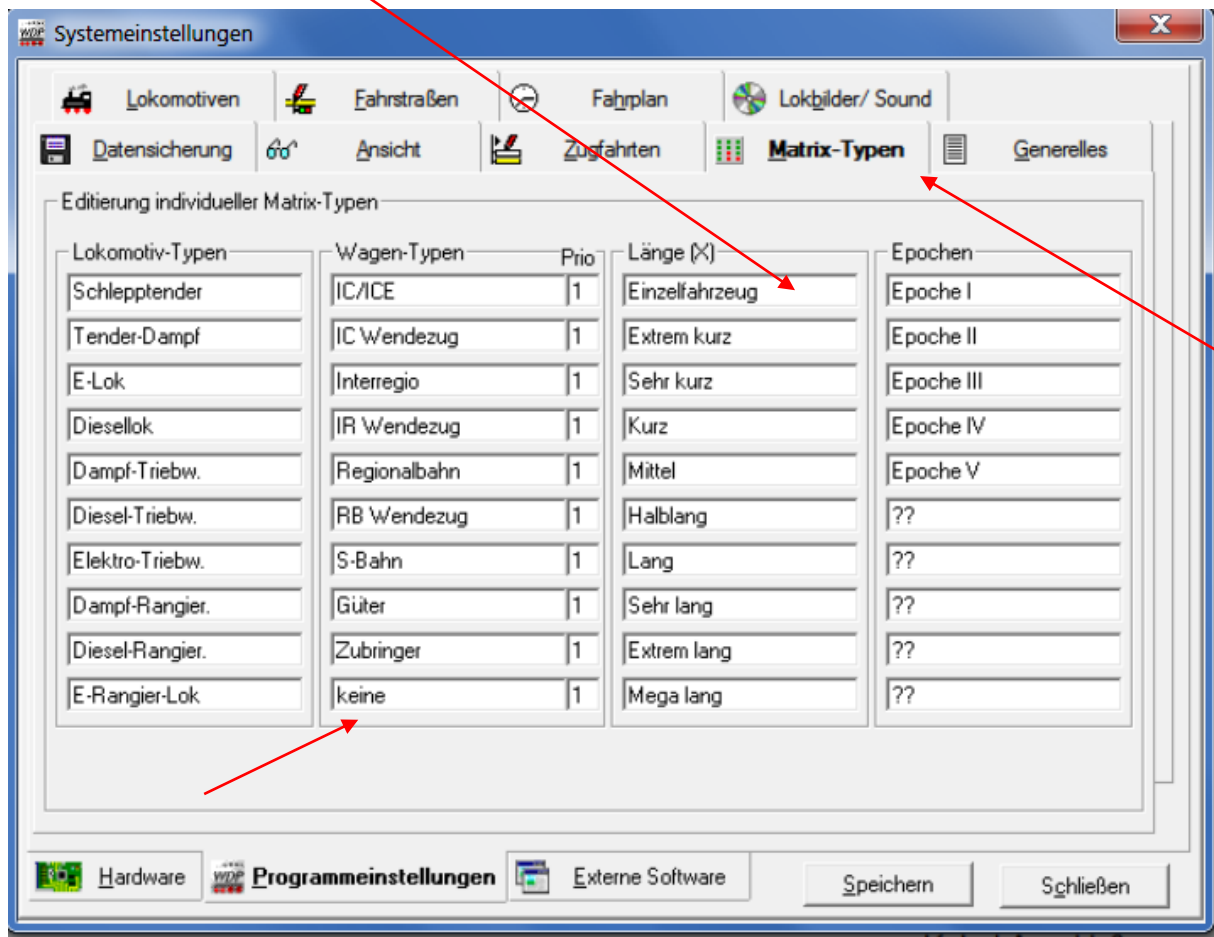 Systemeinstellungen
Lokomotiven Fahrstraßen Fahrplan Lokbilder/ Sound
Datensicherung Ansicht Zugfahrten Matrix-Typen Generelles
Editierung individueller Matrix-Typen
Lokomotiv-Typen Wagen-Typen Prio Länge (X) Epochen
Schlepptender IC/ICE 1 Einzelfahrzeug Epoche I
Tender-Dampf IC Wendezug 1 Extrem kurz Epoche II
E-Lok Interregio 1 Sehr kurz Epoche III
Diesellok IR Wendezug 1 Kurz Epoche IV
Dampf-Triebw. Regionalbahn 1 Mittel Epoche V
Diesel-Triebw. RB Wendezug 1 Halblang ??
Elektro-Triebw. S-Bahn 1 Lang ??
Dampf-Rangier. Güter 1 Sehr lang ??
Diesel-Rangier. Zubringer 1 Extrem lang ??
E-Rangier-Lok keine 1 Mega lang ??
Hardware WDP Programmeinstellungen Externe Software Speichern Schließen